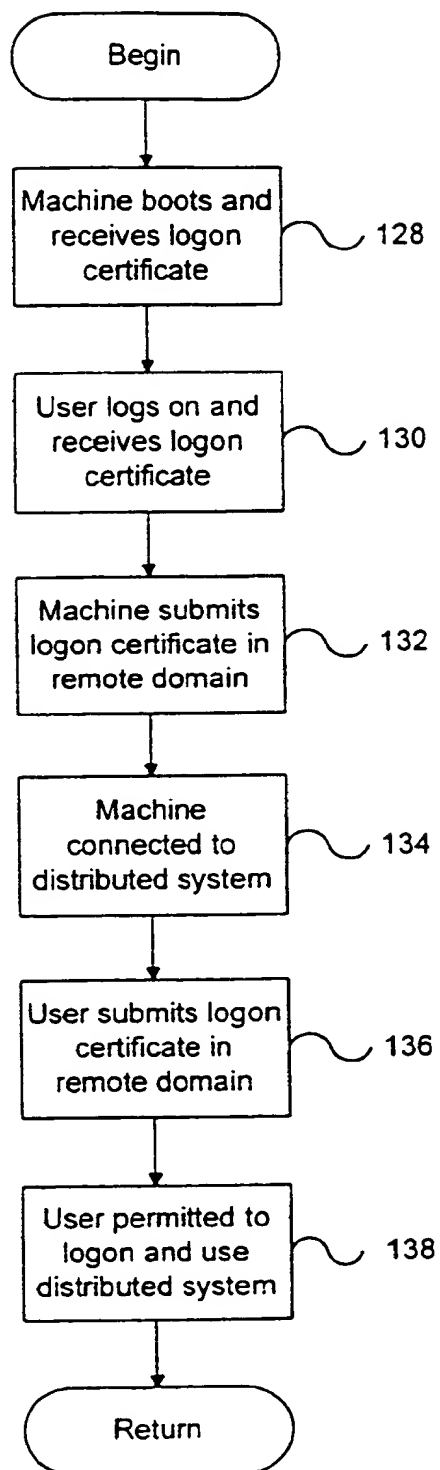 Begin
Machine boots and
receives logon
certificate
128
User logs on and
receives logon
certificate
130
Machine submits
logon certificate in
remote domain
132
Machine
connected to
distributed system
134
User submits logon
certificate in
remote domain
136
User permitted to
logon and use
distributed system
138
Return